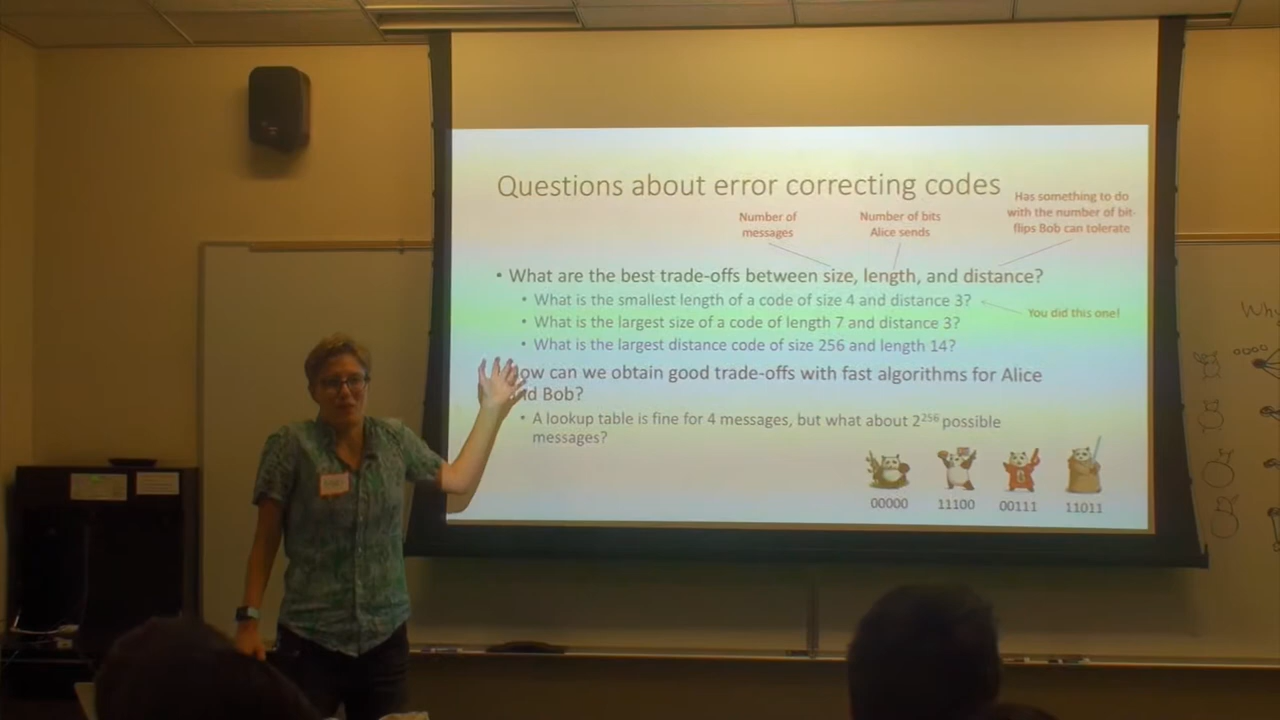 Questions about error correcting codes
Number of
messages
Number of bits
Alice sends
Has something to do
with the number of bit-
flips Bob can tolerate
• What are the best trade-offs between size, length, and distance?
• What is the smallest length of a code of size 4 and distance 3?
You did this one!
• What is the largest size of a code of length 7 and distance 3?
• What is the largest distance code of size 256 and length 14?
ow can we obtain good trade-offs with fast algorithms for Alice
nd Bob?
• A lookup table is fine for 4 messages, but what about 2²⁵⁶ possible
messages?
00000 11100 00111 11011
Why